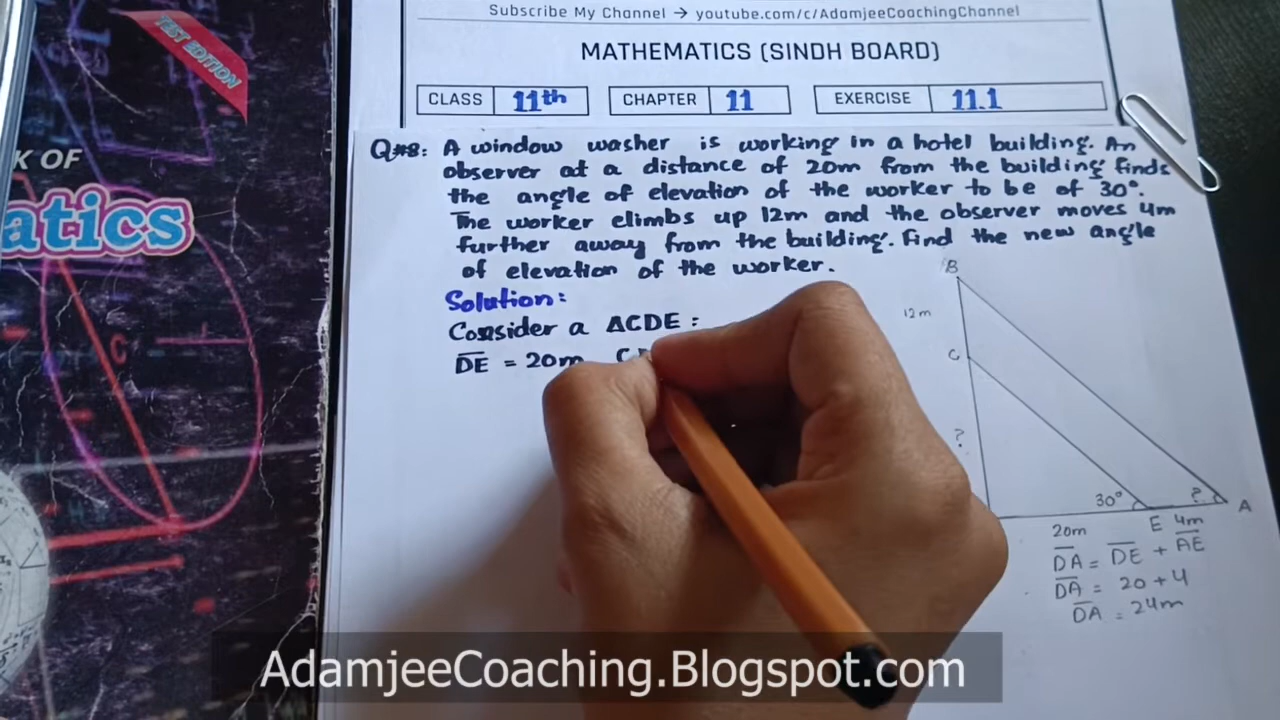 Subscribe My Channel → youtube.com/c/AdamjeeCoachingChannel
MATHEMATICS (SINDH BOARD)
CLASS 11th CHAPTER 11 EXERCISE 11.1
TEST EDITION
K OF
atics
Q#8: A window washer is working in a hotel building. An
observer at a distance of 20m from the building finds
the angle of elevation of the worker to be of 30°.
The worker climbs up 12m and the observer moves 4m
further away from the building. Find the new angle
of elevation of the worker.
Solution:
Consider a ΔCDE :
DE = 20m C
B
12m
C
?
30° ?
A
20m E 4m
DA = DE + AE
DA = 20 + 4
DA = 24m
AdamjeeCoaching.Blogspot.com